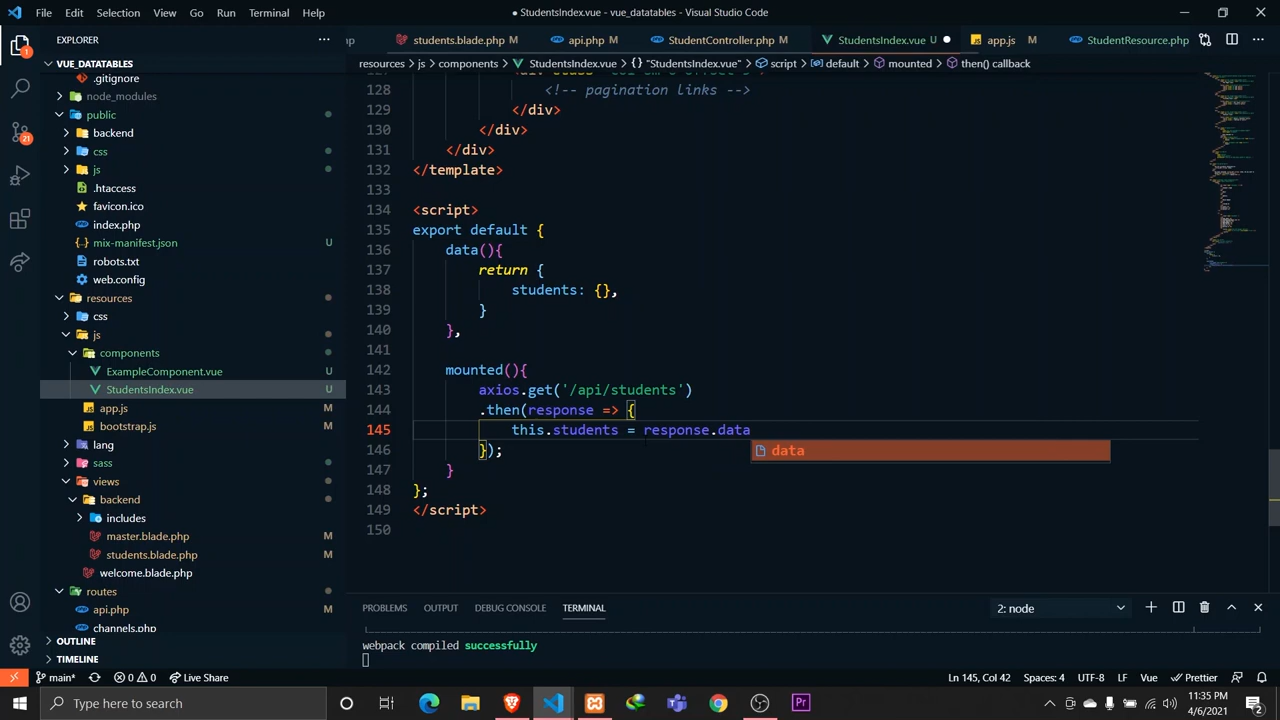 File Edit Selection View Go Run Terminal Help
● StudentsIndex.vue - vue_datatables - Visual Studio Code
EXPLORER ···
students.blade.php M api.php M StudentController.php M StudentsIndex.vue U ● app.js M StudentResource.php ···
resources > js > components > StudentsIndex.vue > {} "StudentsIndex.vue" > script > default > mounted > then() callback
VUE_DATATABLES
.gitignore
node_modules
public
backend
css
js
.htaccess
favicon.ico
index.php
mix-manifest.json U
robots.txt
web.config
resources
css
js
components
ExampleComponent.vue U
StudentsIndex.vue U
app.js M
bootstrap.js M
lang
sass
views
backend
includes
master.blade.php M
students.blade.php M
welcome.blade.php
routes
api.php M
channels.php
OUTLINE
TIMELINE
128 <!-- pagination links -->
129 </div>
130 </div>
131 </div>
132 </template>
133
134 <script>
135 export default {
136 data(){
137 return {
138 students: {},
139 }
140 },
141
142 mounted(){
143 axios.get('/api/students')
144 .then(response => {
145 this.students = response.data
data
146 });
147 }
148 };
149 </script>
150
PROBLEMS OUTPUT DEBUG CONSOLE TERMINAL 2: node
webpack compiled successfully
main* 0 0 Live Share Ln 145, Col 42 Spaces: 4 UTF-8 LF Vue Prettier
Type here to search
11:35 PM
4/6/2021